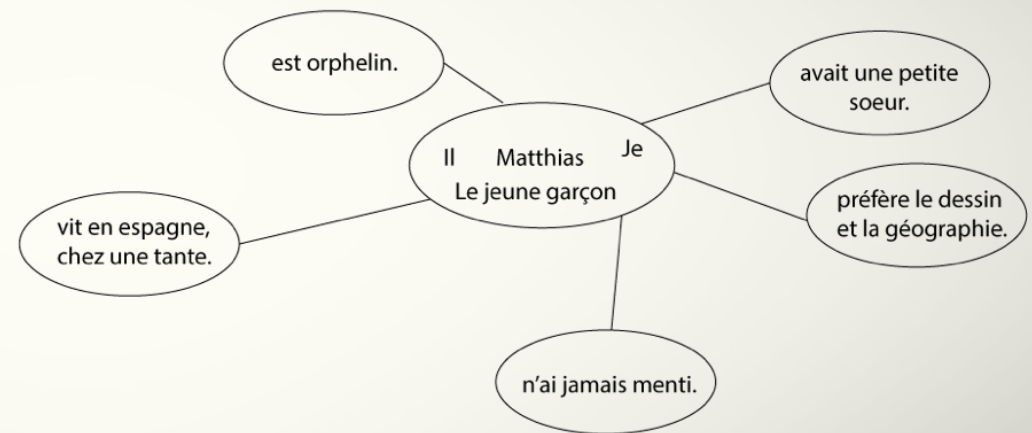 est orphelin.
avait une petite
soeur.
Il Matthias Je
Le jeune garçon
préfère le dessin
et la géographie.
vit en espagne,
chez une tante.
n'ai jamais menti.